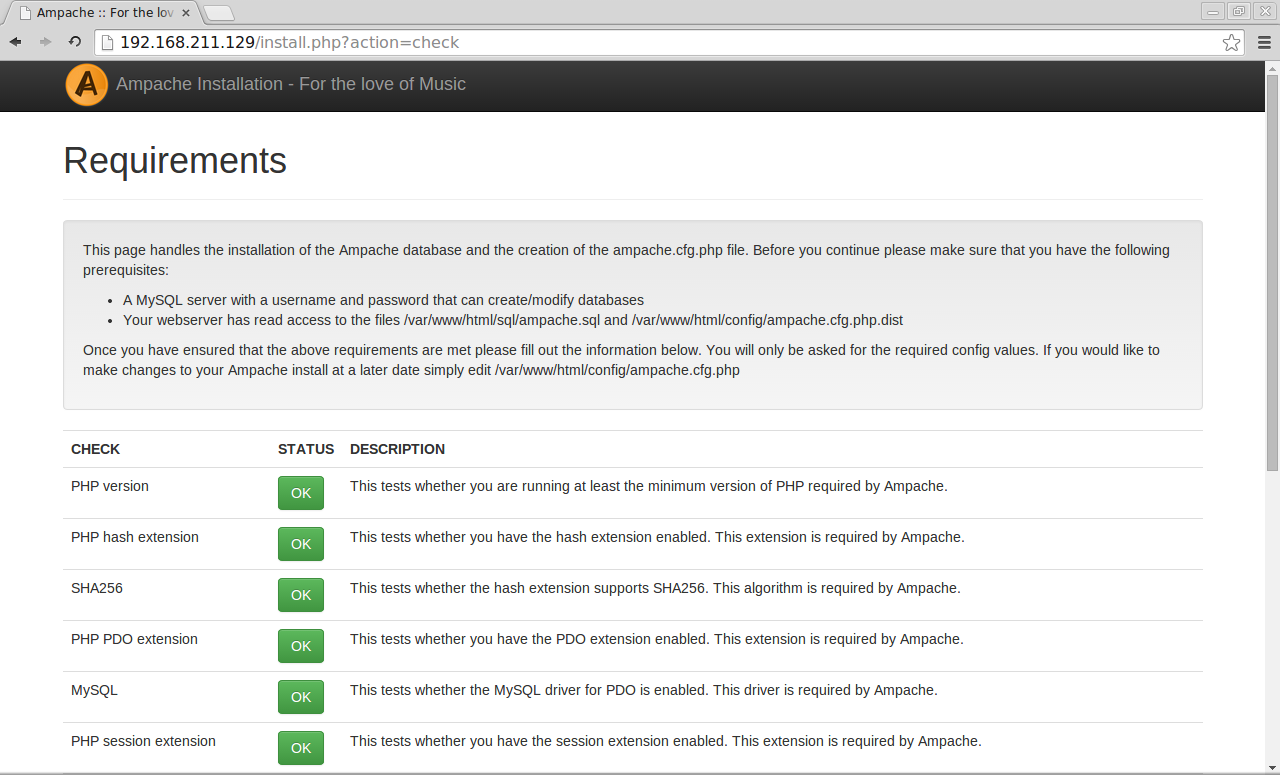 Ampache :: For the lov
192.168.211.129/install.php?action=check
Ampache Installation - For the love of Music
Requirements
This page handles the installation of the Ampache database and the creation of the ampache.cfg.php file. Before you continue please make sure that you have the following
prerequisites:
• A MySQL server with a username and password that can create/modify databases
• Your webserver has read access to the files /var/www/html/sql/ampache.sql and /var/www/html/config/ampache.cfg.php.dist
Once you have ensured that the above requirements are met please fill out the information below. You will only be asked for the required config values. If you would like to
make changes to your Ampache install at a later date simply edit /var/www/html/config/ampache.cfg.php
CHECK STATUS DESCRIPTION
PHP version OK This tests whether you are running at least the minimum version of PHP required by Ampache.
PHP hash extension OK This tests whether you have the hash extension enabled. This extension is required by Ampache.
SHA256 OK This tests whether the hash extension supports SHA256. This algorithm is required by Ampache.
PHP PDO extension OK This tests whether you have the PDO extension enabled. This extension is required by Ampache.
MySQL OK This tests whether the MySQL driver for PDO is enabled. This driver is required by Ampache.
PHP session extension OK This tests whether you have the session extension enabled. This extension is required by Ampache.